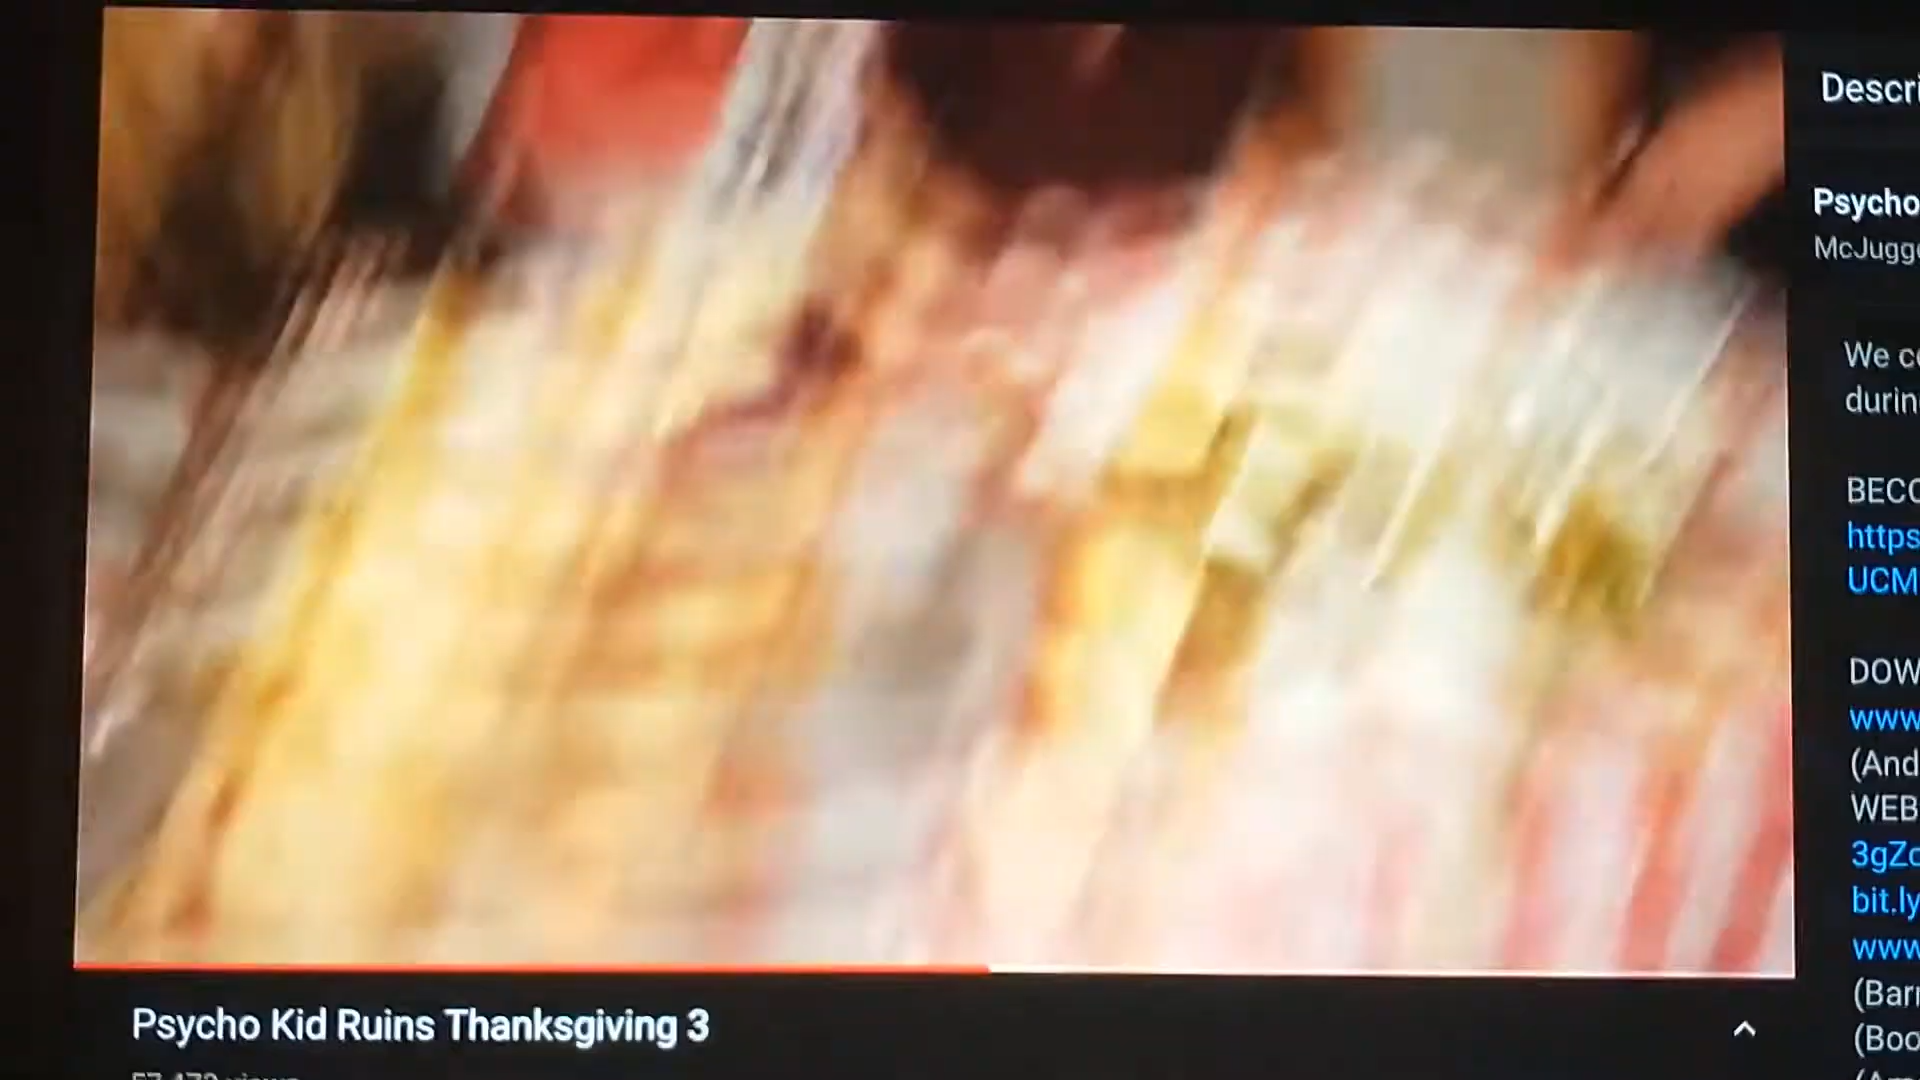 Psycho Kid Ruins Thanksgiving 3
Descri
Psycho
McJugg
We c
durin
BECO
https
UCM
DOW
www
(And
WEB
3gZc
bit.ly
www
(Bar
(Boo